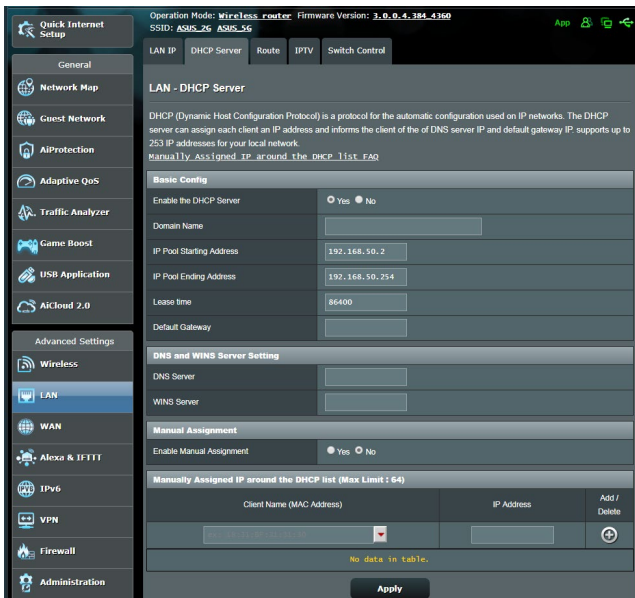 Operation Mode: Wireless router Firmware Version: 3.0.0.4.384_4360
SSID: ASUS_2G ASUS_5G
App
Quick Internet
Setup
General
Network Map
Guest Network
AiProtection
Adaptive QoS
Traffic Analyzer
Game Boost
USB Application
AiCloud 2.0
Advanced Settings
Wireless
LAN
WAN
Alexa & IFTTT
IPv6
VPN
Firewall
Administration
LAN IP DHCP Server Route IPTV Switch Control
LAN - DHCP Server
DHCP (Dynamic Host Configuration Protocol) is a protocol for the automatic configuration used on IP networks. The DHCP
server can assign each client an IP address and informs the client of the of DNS server IP and default gateway IP. supports up to
253 IP addresses for your local network.
Manually Assigned IP around the DHCP list FAQ
Basic Config
Enable the DHCP Server Yes No
Domain Name
IP Pool Starting Address 192.168.50.2
IP Pool Ending Address 192.168.50.254
Lease time 86400
Default Gateway
DNS and WINS Server Setting
DNS Server
WINS Server
Manual Assignment
Enable Manual Assignment Yes No
Manually Assigned IP around the DHCP list (Max Limit : 64)
Client Name (MAC Address) IP Address Add /
Delete
No data in table.
Apply